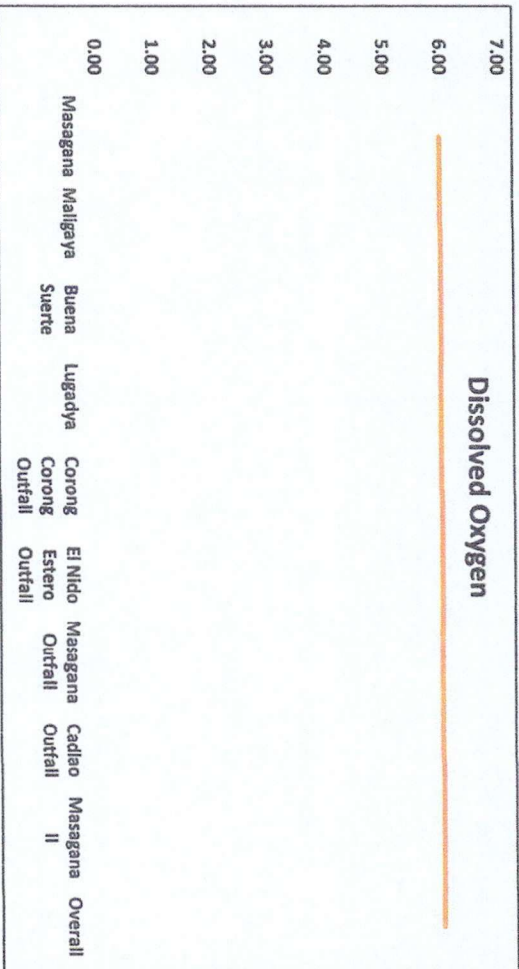 Dissolved Oxygen
7.00
6.00
5.00
4.00
3.00
2.00
1.00
0.00
Masagana Maligaya Buena Lugadya Corong El Nido Masagana Cadlao Masagana Overall
Suerte Corong Estero Outfall Outfall II
Outfall Outfall